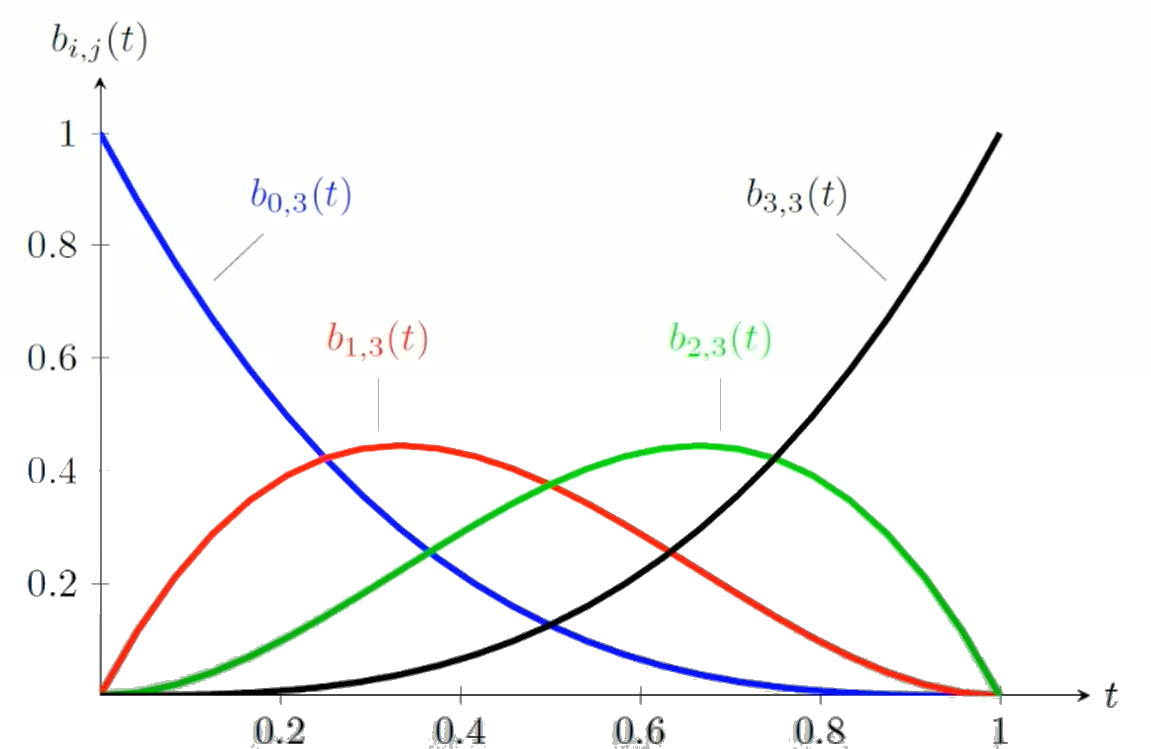 b_{i,j}(t)
1
b_{0,3}(t)
b_{3,3}(t)
0.8
b_{1,3}(t)
b_{2,3}(t)
0.6
0.4
0.2
t
0.2 0.4 0.6 0.8 1